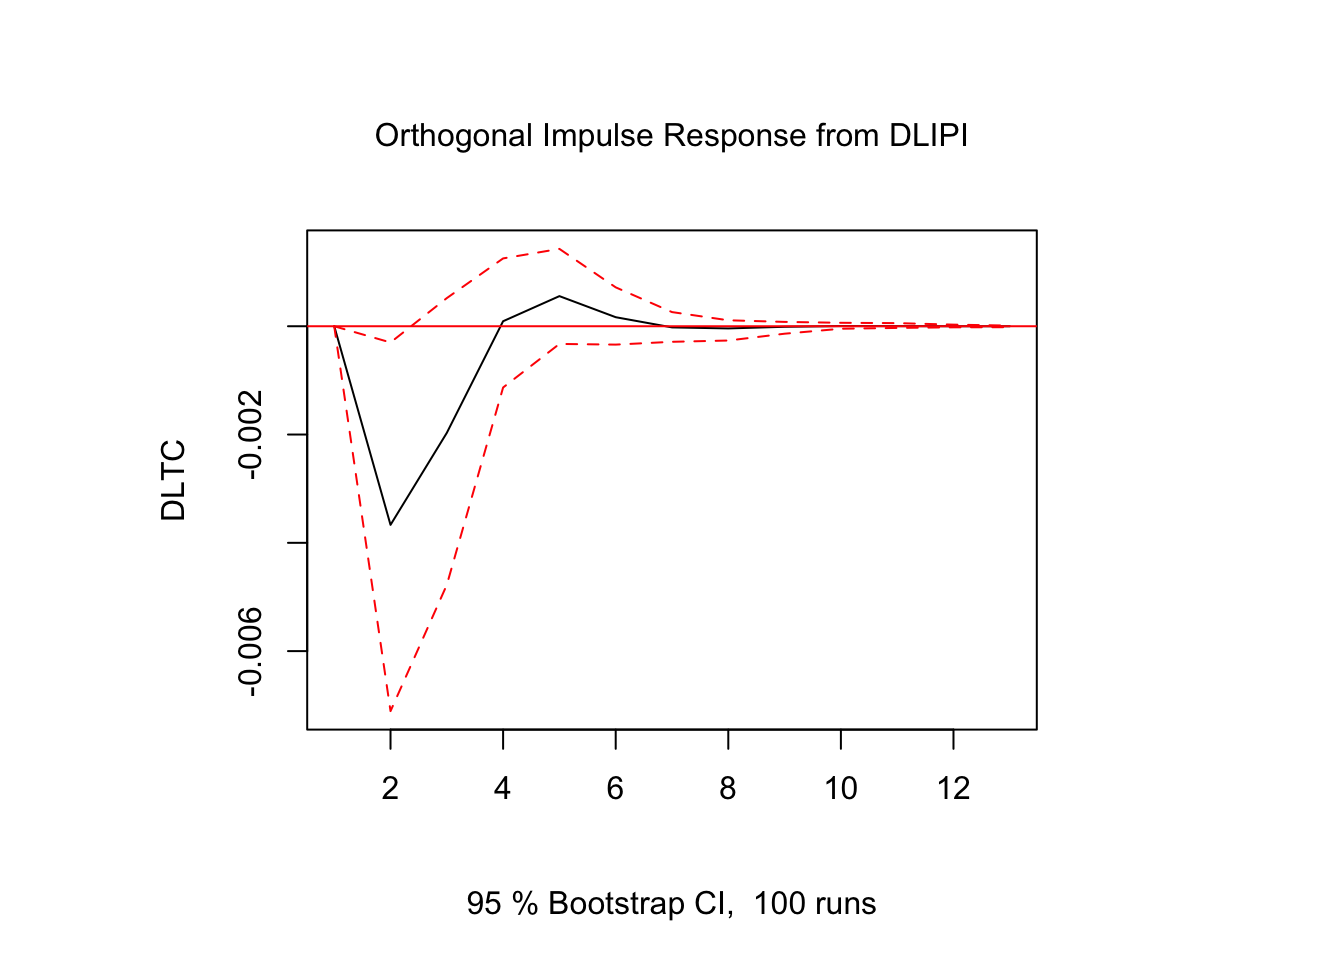 Orthogonal Impulse Response from DLIPI
DLTC
-0.002
-0.006
2 4 6 8 10 12
95 % Bootstrap CI,  100 runs